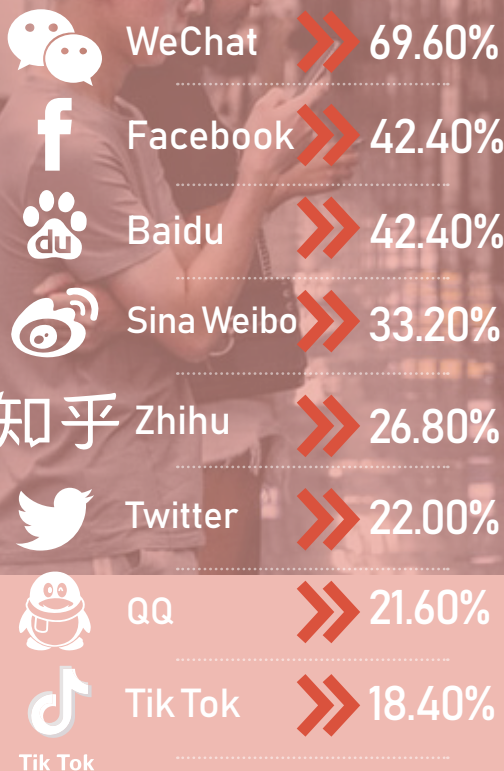 WeChat 69.60%
f Facebook 42.40%
du Baidu 42.40%
Sina Weibo 33.20%
知乎 Zhihu 26.80%
Twitter 22.00%
QQ 21.60%
Tik Tok 18.40%
Tik Tok